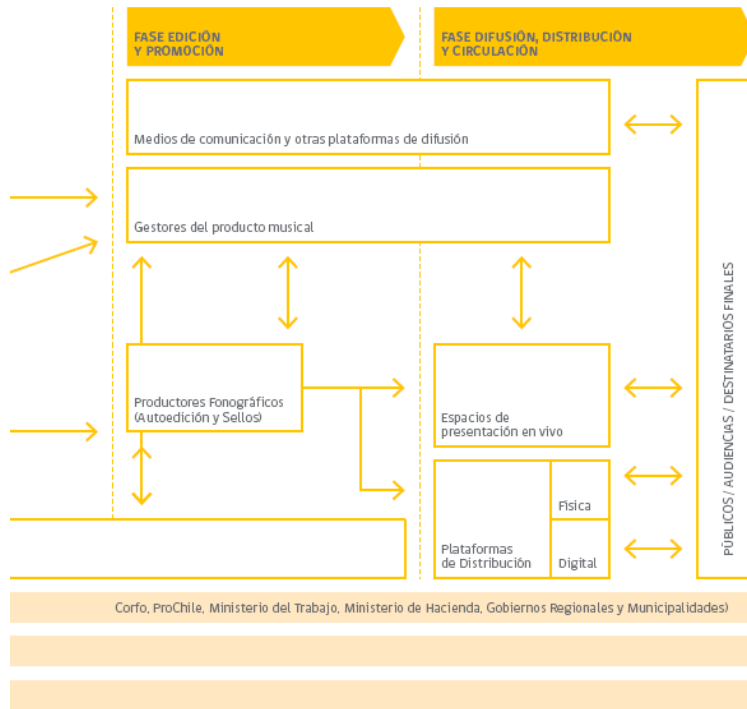 FASE EDICIÓN
Y PROMOCIÓN
FASE DIFUSIÓN, DISTRIBUCIÓN
Y CIRCULACIÓN
Medios de comunicación y otras plataformas de difusión
Gestores del producto musical
Productores Fonográficos
(Autoedición y Sellos)
Espacios de
presentación en vivo
Física
Plataformas
de Distribución
Digital
PÚBLICOS / AUDIENCIAS / DESTINATARIOS FINALES
Corfo, ProChile, Ministerio del Trabajo, Ministerio de Hacienda, Gobiernos Regionales y Municipalidades)